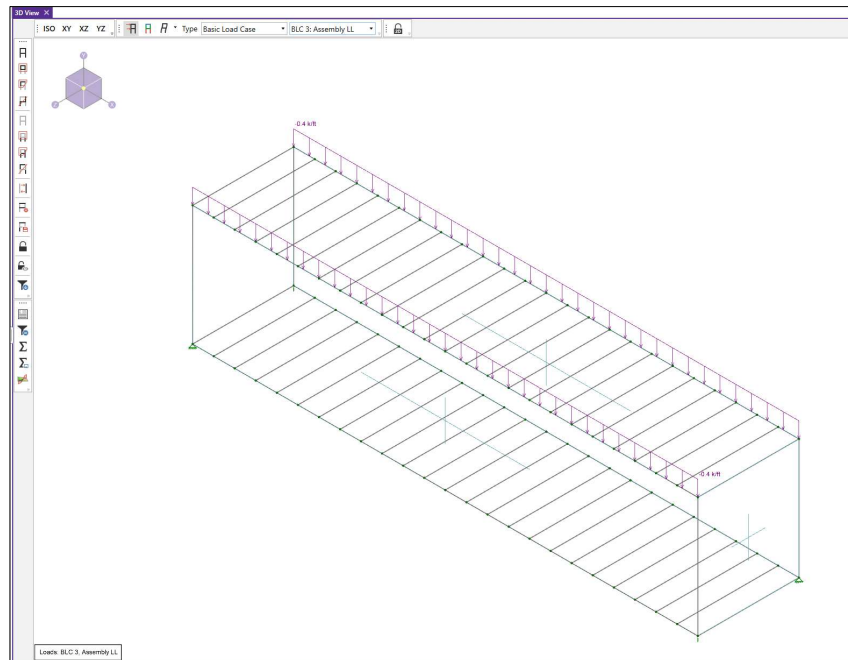 3D View ×
ISO XY XZ YZ Type Basic Load Case BLC 3: Assembly LL
-0.4 k/ft
-0.4 k/ft
Loads: BLC 3, Assembly LL